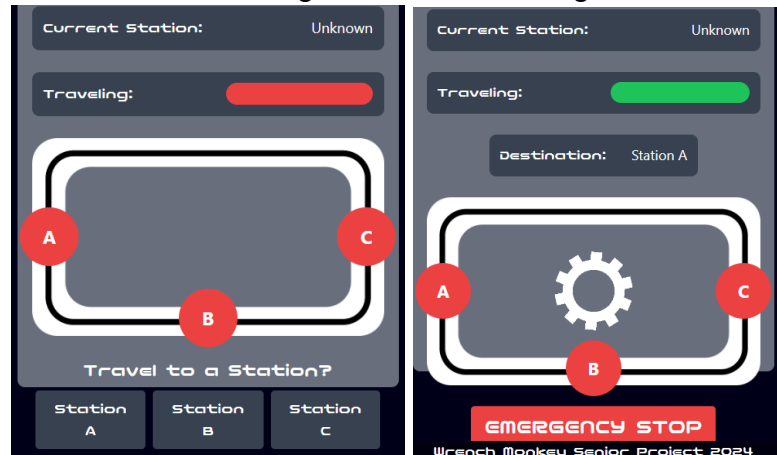 Current Station: Unknown
Traveling:
A
C
B
Travel to a Station?
Station A
Station B
Station C
Current Station: Unknown
Traveling:
Destination: Station A
A
C
B
EMERGENCY STOP
Wrench Monkey Senior Project 2024